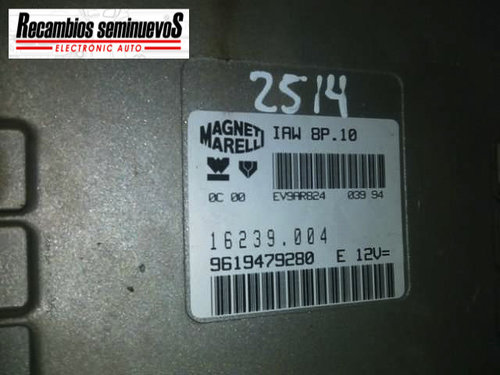 Recambios seminuevos
ELECTRONIC AUTO
2514
MAGNETI
MARELLI
IAW 8P.10
0C 00 EV9AR824 039 94
16239.004
9619479280 E 12V=